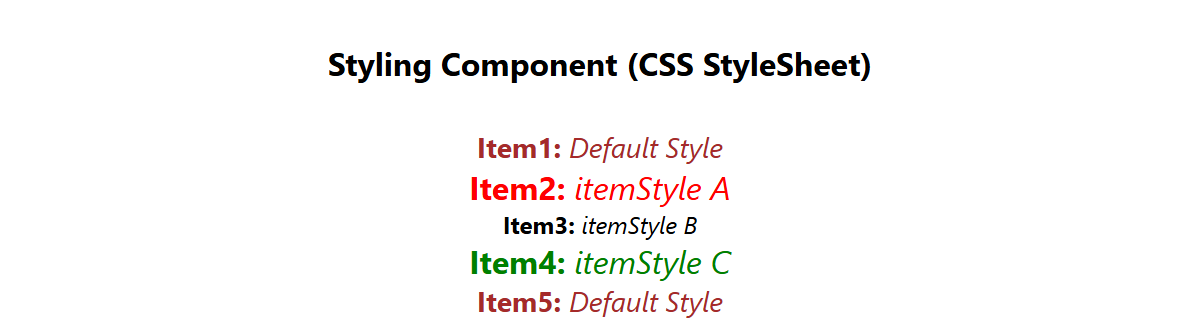 Styling Component (CSS StyleSheet)
Item1: Default Style
Item2: itemStyle A
Item3: itemStyle B
Item4: itemStyle C
Item5: Default Style